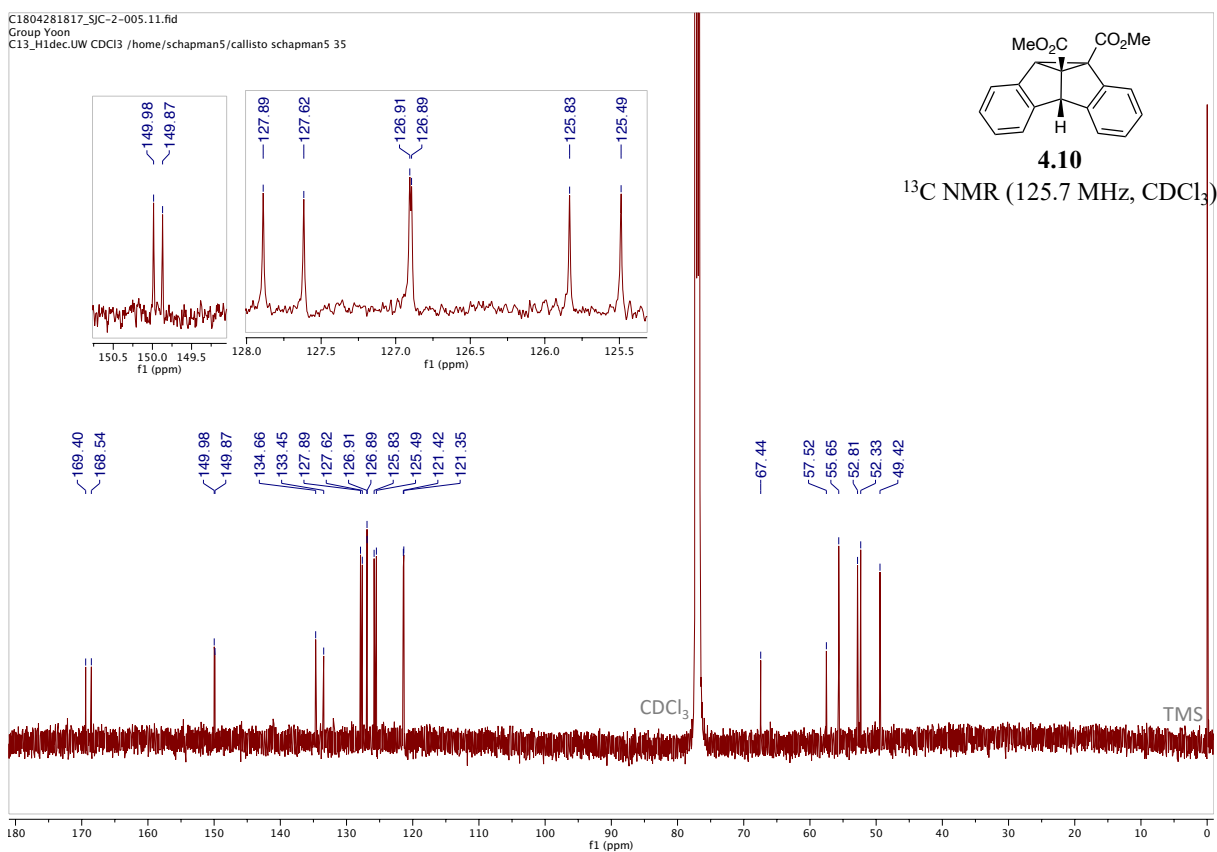 C1804281817_SJC-2-005.11.fid
Group Yoon
C13_H1dec.UW CDCl3 /home/schapman5/callisto schapman5 35
MeO₂C CO₂Me
H
4.10
¹³C NMR (125.7 MHz, CDCl₃)
149.98
149.87
150.5 150.0 149.5
f1 (ppm)
127.89
127.62
126.91
126.89
125.83
125.49
128.0 127.5 127.0 126.5 126.0 125.5
f1 (ppm)
169.40
168.54
149.98
149.87
134.66
133.45
127.89
127.62
126.91
126.89
125.83
125.49
121.42
121.35
67.44
57.52
55.65
52.81
52.33
49.42
CDCl₃
TMS
180 170 160 150 140 130 120 110 100 90 80 70 60 50 40 30 20 10 0
f1 (ppm)